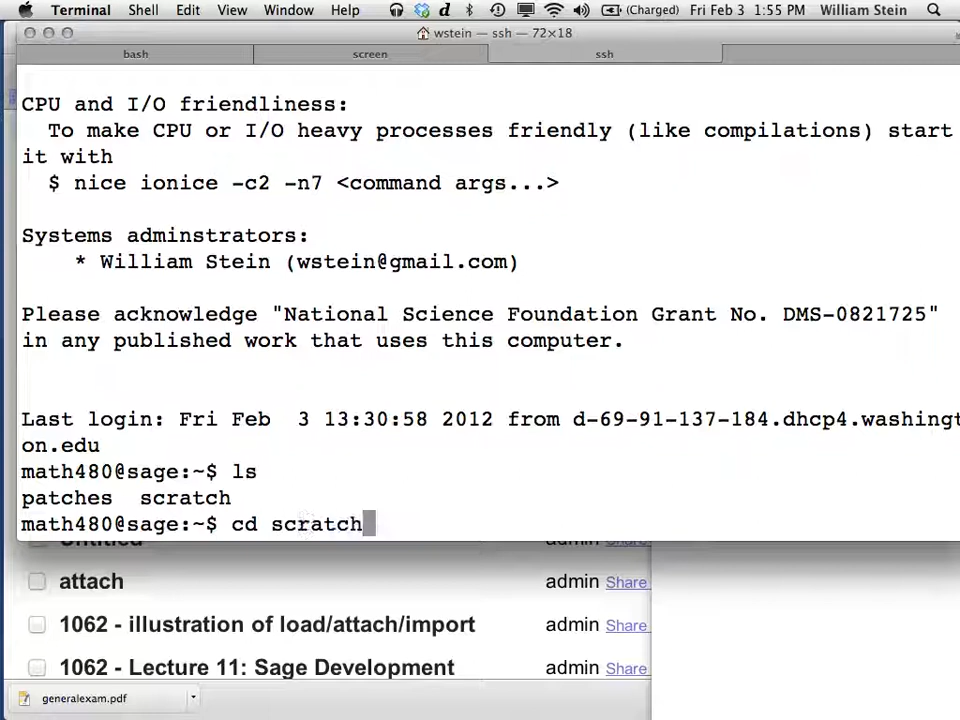 Terminal Shell Edit View Window Help (Charged) Fri Feb 3 1:55 PM William Stein
wstein — ssh — 72×18
bash screen ssh
CPU and I/O friendliness:
To make CPU or I/O heavy processes friendly (like compilations) start
it with
$ nice ionice -c2 -n7 <command args...>
Systems adminstrators:
* William Stein (wstein@gmail.com)
Please acknowledge "National Science Foundation Grant No. DMS-0821725"
in any published work that uses this computer.
Last login: Fri Feb  3 13:30:58 2012 from d-69-91-137-184.dhcp4.washingt
on.edu
math480@sage:~$ ls
patches  scratch
math480@sage:~$ cd scratch
Untitled admin Share
attach admin Share
1062 - illustration of load/attach/import admin Share
1062 - Lecture 11: Sage Development admin Share
generalexam.pdf